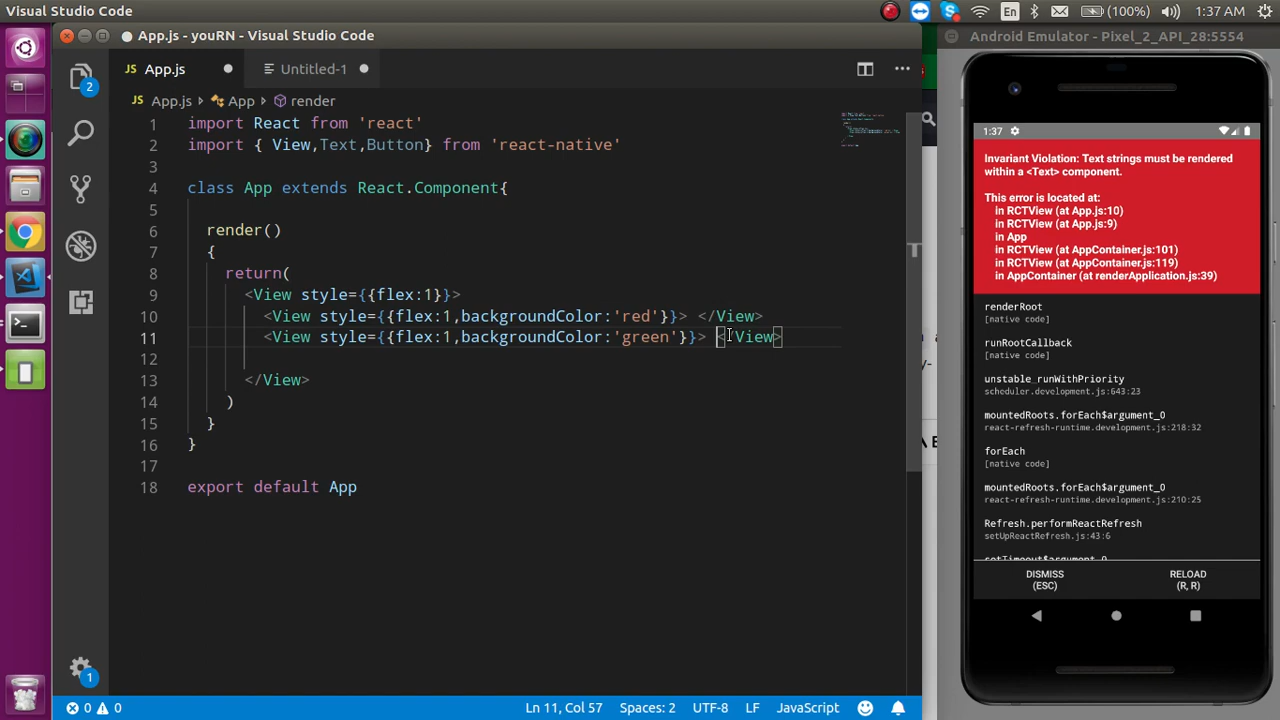 Visual Studio Code
En
(100%)
1:37 AM
App.js - youRN - Visual Studio Code
Android Emulator - Pixel_2_API_28:5554
2
JS App.js
Untitled-1
JS App.js > App > render
1 import React from 'react'
2 import { View,Text,Button} from 'react-native'
3
4 class App extends React.Component{
5
6 render()
7 {
8 return(
9 <View style={{flex:1}}>
10 <View style={{flex:1,backgroundColor:'red'}}> </View>
11 <View style={{flex:1,backgroundColor:'green'}}> </View>
12
13 </View>
14 )
15 }
16 }
17
18 export default App
1
0 0
Ln 11, Col 57
Spaces: 2
UTF-8
LF
JavaScript
1:37
Invariant Violation: Text strings must be rendered
within a <Text> component.
This error is located at:
in RCTView (at App.js:10)
in RCTView (at App.js:9)
in App
in RCTView (at AppContainer.js:101)
in RCTView (at AppContainer.js:119)
in AppContainer (at renderApplication.js:39)
renderRoot
[native code]
runRootCallback
[native code]
unstable_runWithPriority
scheduler.development.js:643:23
mountedRoots.forEach$argument_0
react-refresh-runtime.development.js:218:32
forEach
[native code]
mountedRoots.forEach$argument_0
react-refresh-runtime.development.js:210:25
Refresh.performReactRefresh
setUpReactRefresh.js:43:6
setTimeout$argument_0
DISMISS
(ESC)
RELOAD
(R, R)